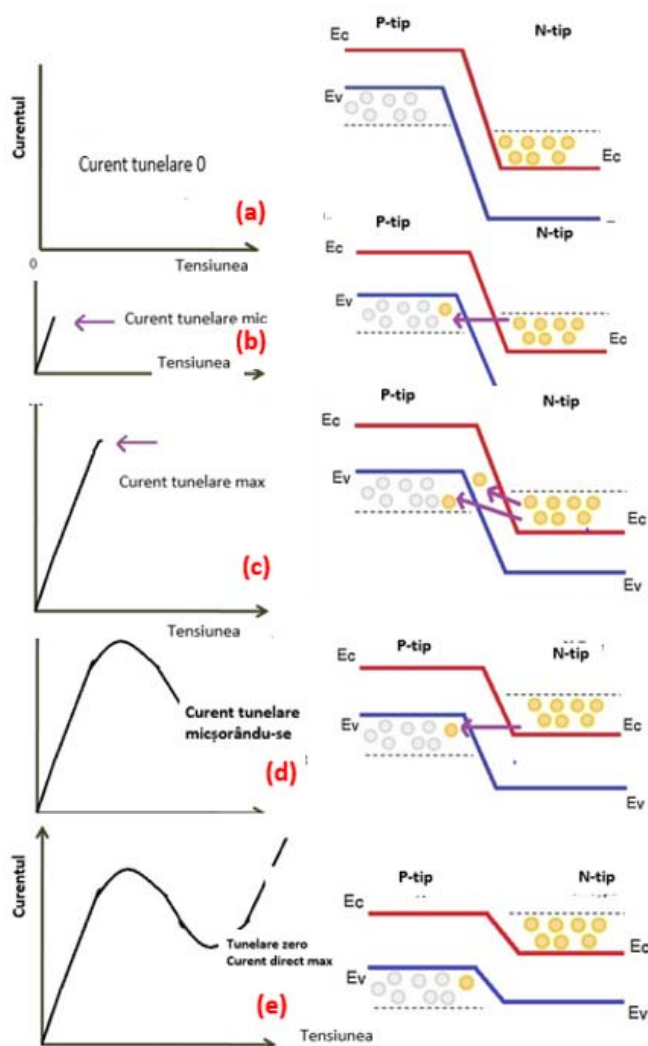 P-tip
N-tip
Ec
Ev
Ec
Curentul
Curent tunelare 0
(a)
0
Tensiunea
P-tip
N-tip
Ec
Ev
Ec
Curent tunelare mic
(b)
Tensiunea
P-tip
N-tip
Ec
Ev
Ec
Ev
Curent tunelare max
(c)
Tensiunea
P-tip
N-tip
Ec
Ev
Ec
Ev
Curent tunelare
micșorându-se
(d)
Curentul
P-tip
N-tip
Ec
Ev
Ec
Ev
Tunelare zero
Curent direct max
(e)
Tensiunea